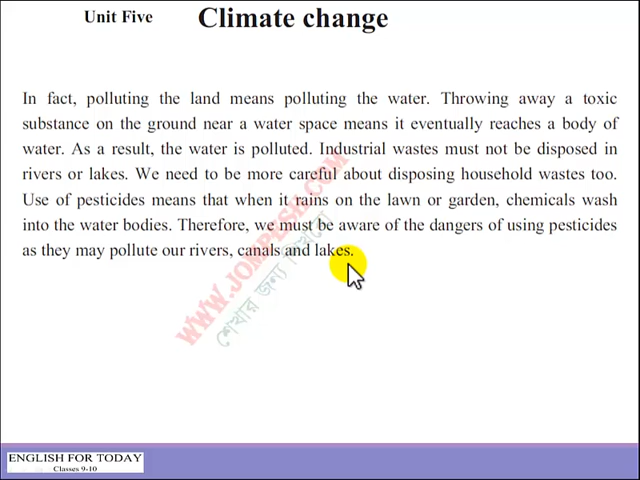 Unit Five
Climate change
In fact, polluting the land means polluting the water. Throwing away a toxic
substance on the ground near a water space means it eventually reaches a body of
water. As a result, the water is polluted. Industrial wastes must not be disposed in
rivers or lakes. We need to be more careful about disposing household wastes too.
Use of pesticides means that when it rains on the lawn or garden, chemicals wash
into the water bodies. Therefore, we must be aware of the dangers of using pesticides
as they may pollute our rivers, canals and lakes.
WWW.JOMPESH.COM
শেখার জন্য শিখবো
ENGLISH FOR TODAY
Classes 9-10